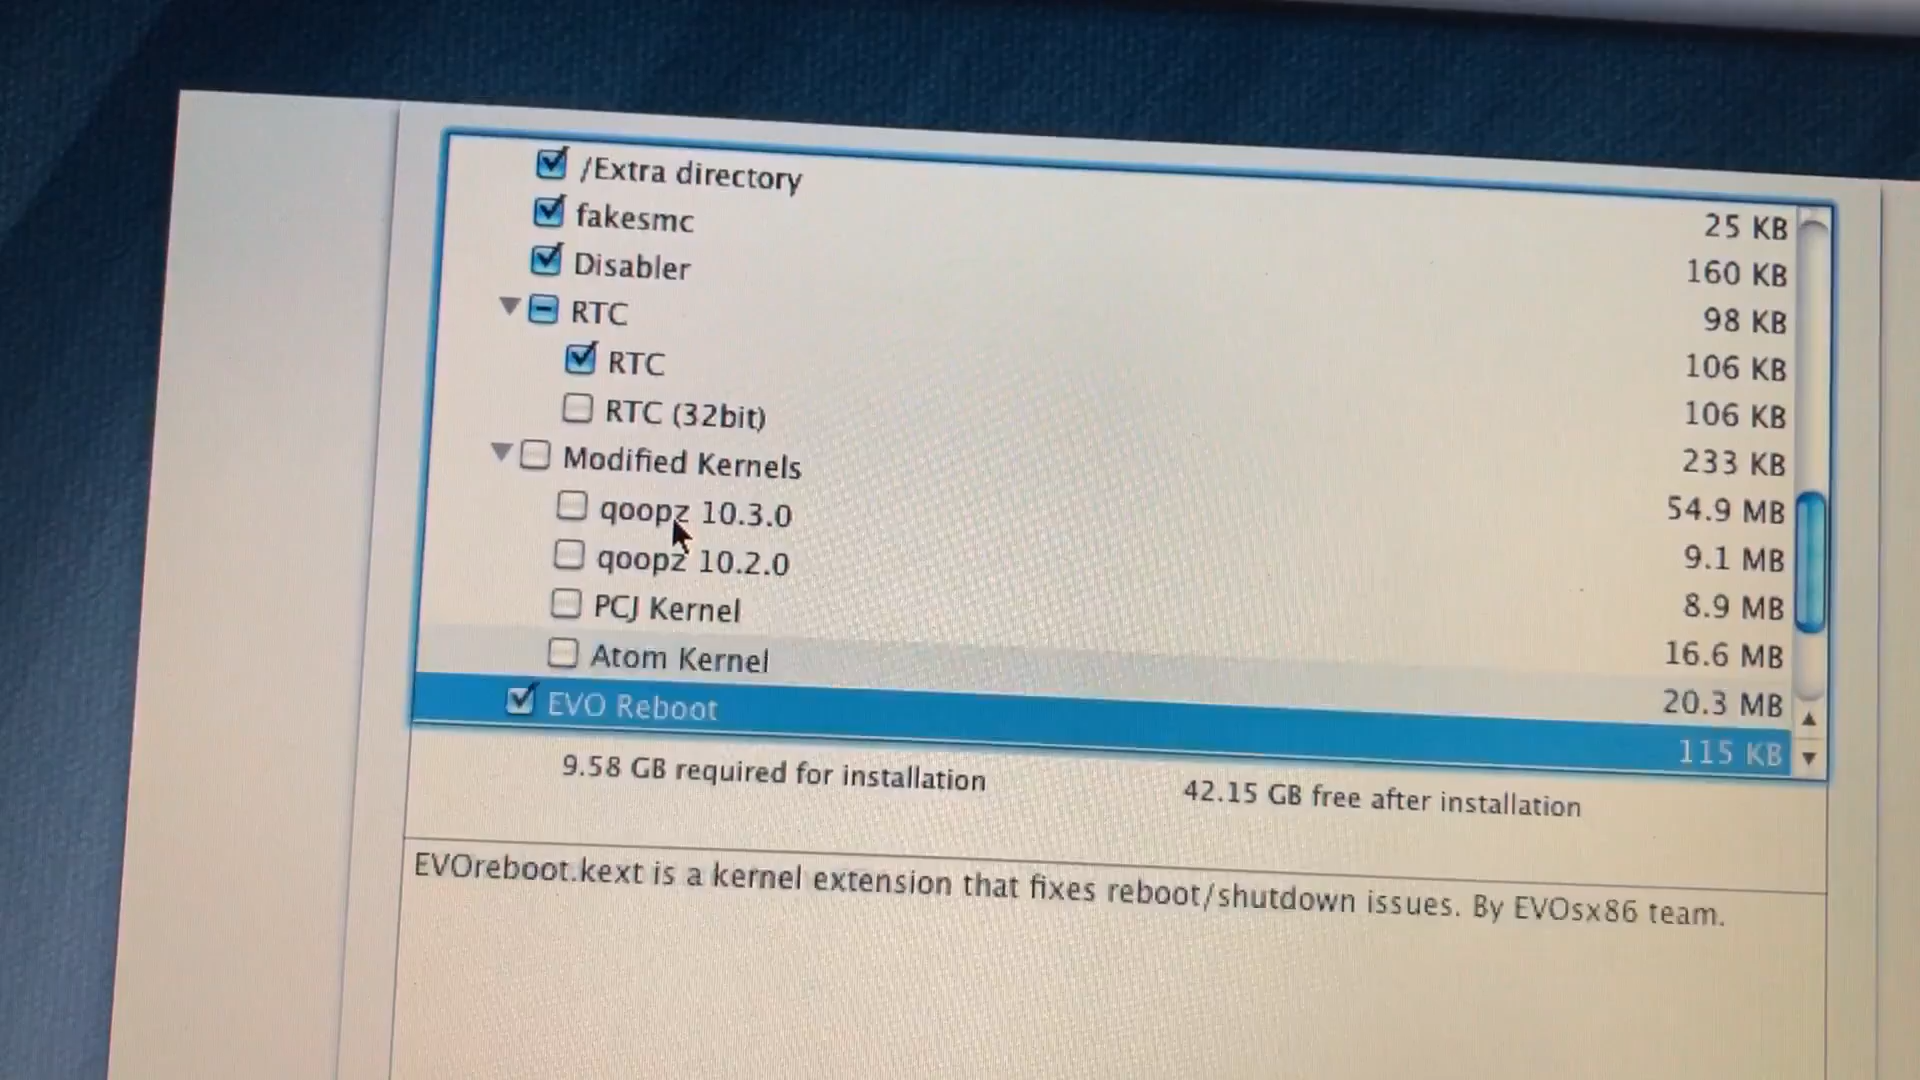 /Extra directory 25 KB
fakesmc 160 KB
Disabler 98 KB
RTC 106 KB
RTC 106 KB
RTC (32bit) 233 KB
Modified Kernels 54.9 MB
qoopz 10.3.0 9.1 MB
qoopz 10.2.0 8.9 MB
PCJ Kernel 16.6 MB
Atom Kernel 20.3 MB
EVO Reboot 115 KB
9.58 GB required for installation 42.15 GB free after installation
EVOreboot.kext is a kernel extension that fixes reboot/shutdown issues. By EVOsx86 team.